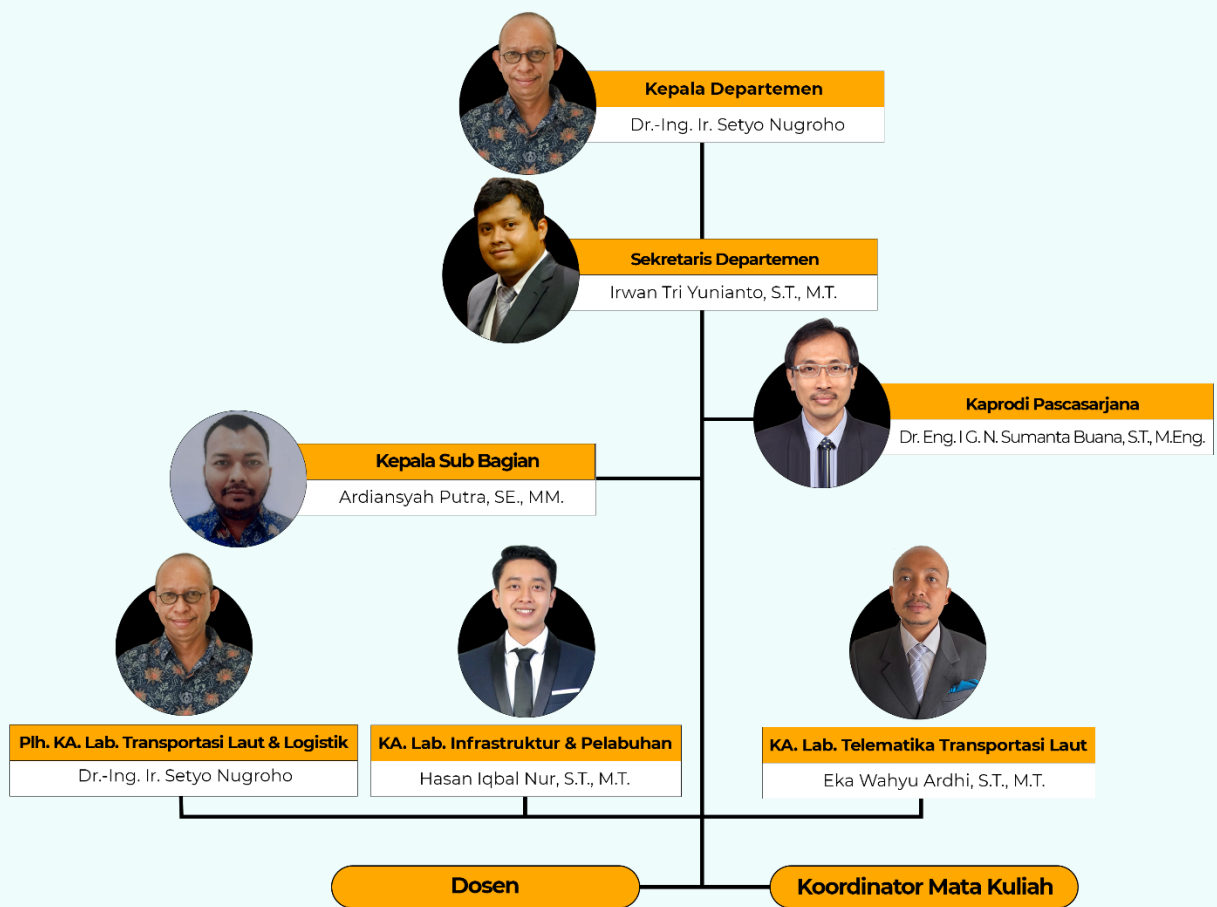 Kepala Departemen
Dr.-Ing. Ir. Setyo Nugroho
Sekretaris Departemen
Irwan Tri Yunianto, S.T., M.T.
Kaprodi Pascasarjana
Dr. Eng. I G. N. Sumanta Buana, S.T., M.Eng.
Kepala Sub Bagian
Ardiansyah Putra, SE., MM.
Plh. KA. Lab. Transportasi Laut & Logistik
Dr.-Ing. Ir. Setyo Nugroho
KA. Lab. Infrastruktur & Pelabuhan
Hasan Iqbal Nur, S.T., M.T.
KA. Lab. Telematika Transportasi Laut
Eka Wahyu Ardhi, S.T., M.T.
Dosen
Koordinator Mata Kuliah